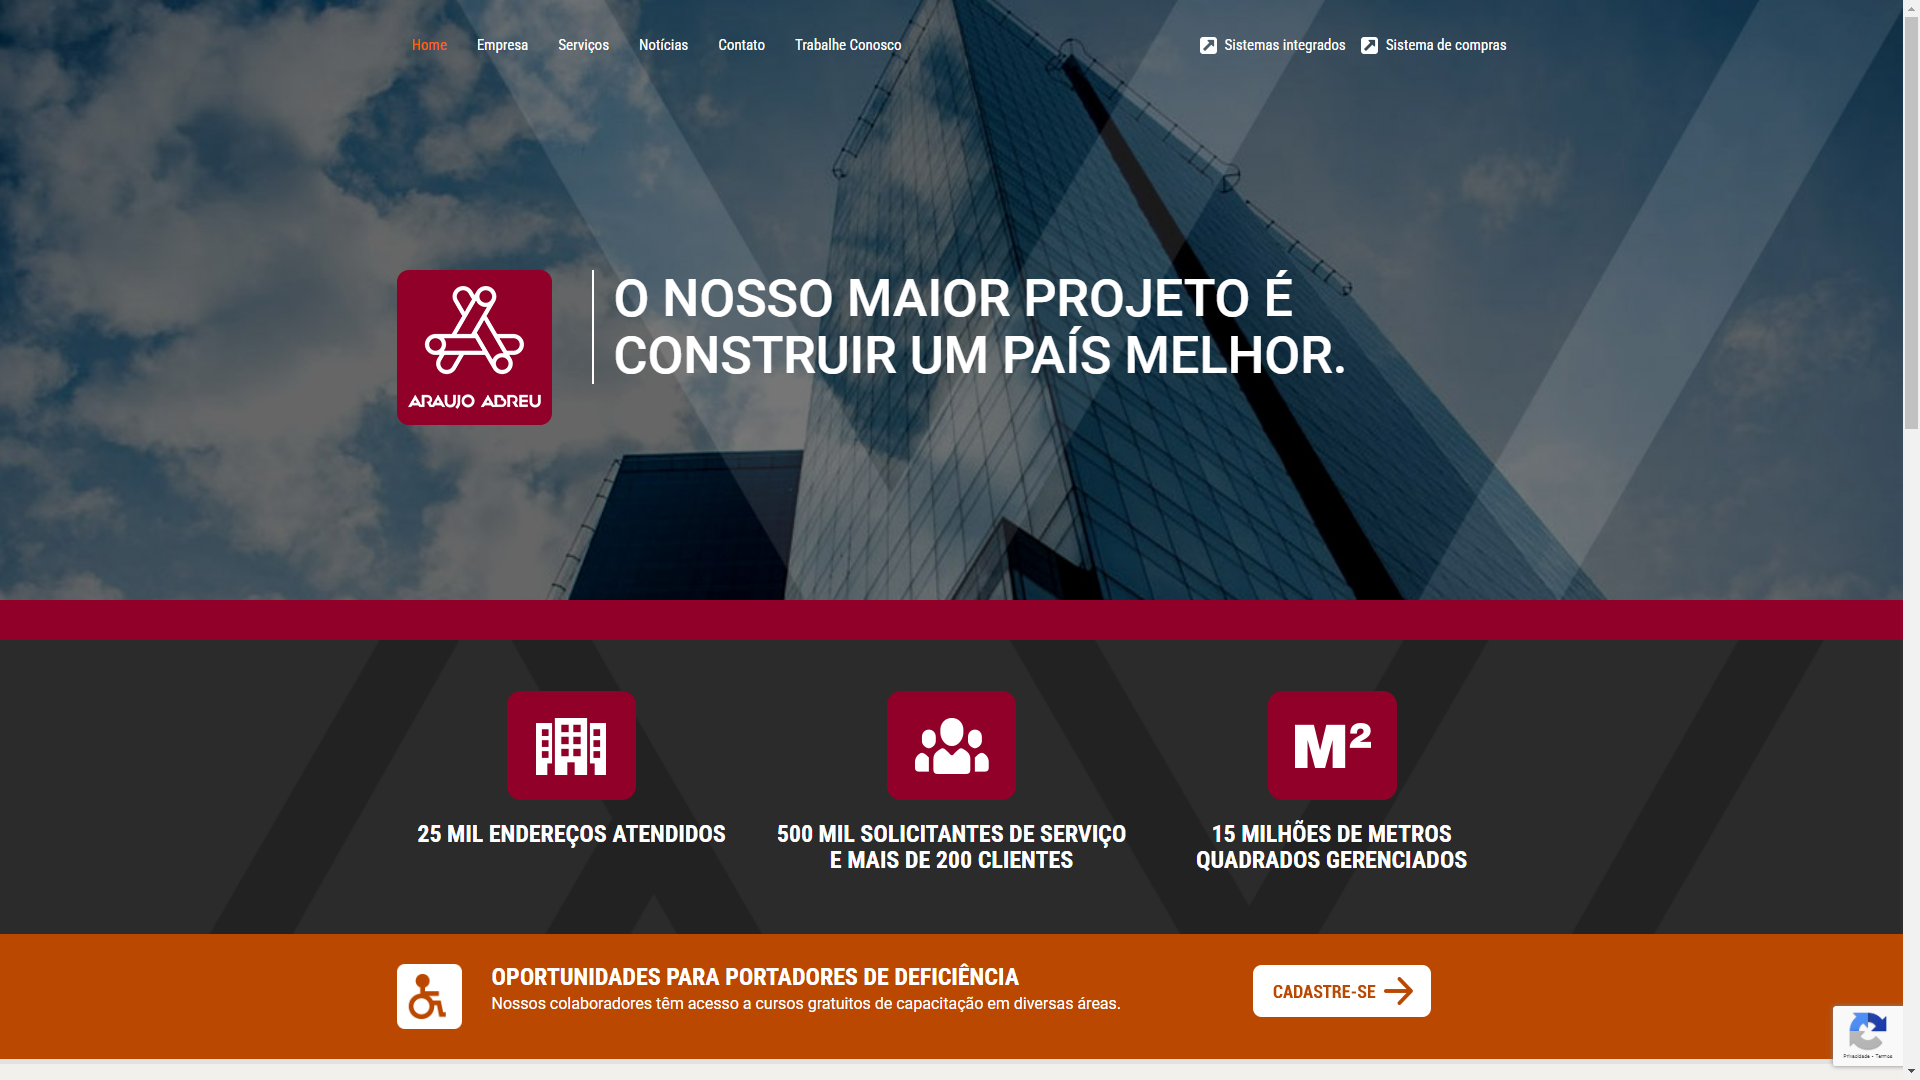 Home Empresa Serviços Notícias Contato Trabalhe Conosco Sistemas integrados Sistema de compras
O NOSSO MAIOR PROJETO É
CONSTRUIR UM PAÍS MELHOR.
ARAUJO ABREU
M²
25 MIL ENDEREÇOS ATENDIDOS
500 MIL SOLICITANTES DE SERVIÇO
E MAIS DE 200 CLIENTES
15 MILHÕES DE METROS
QUADRADOS GERENCIADOS
OPORTUNIDADES PARA PORTADORES DE DEFICIÊNCIA
Nossos colaboradores têm acesso a cursos gratuitos de capacitação em diversas áreas.
CADASTRE-SE
Privacidade - Termos